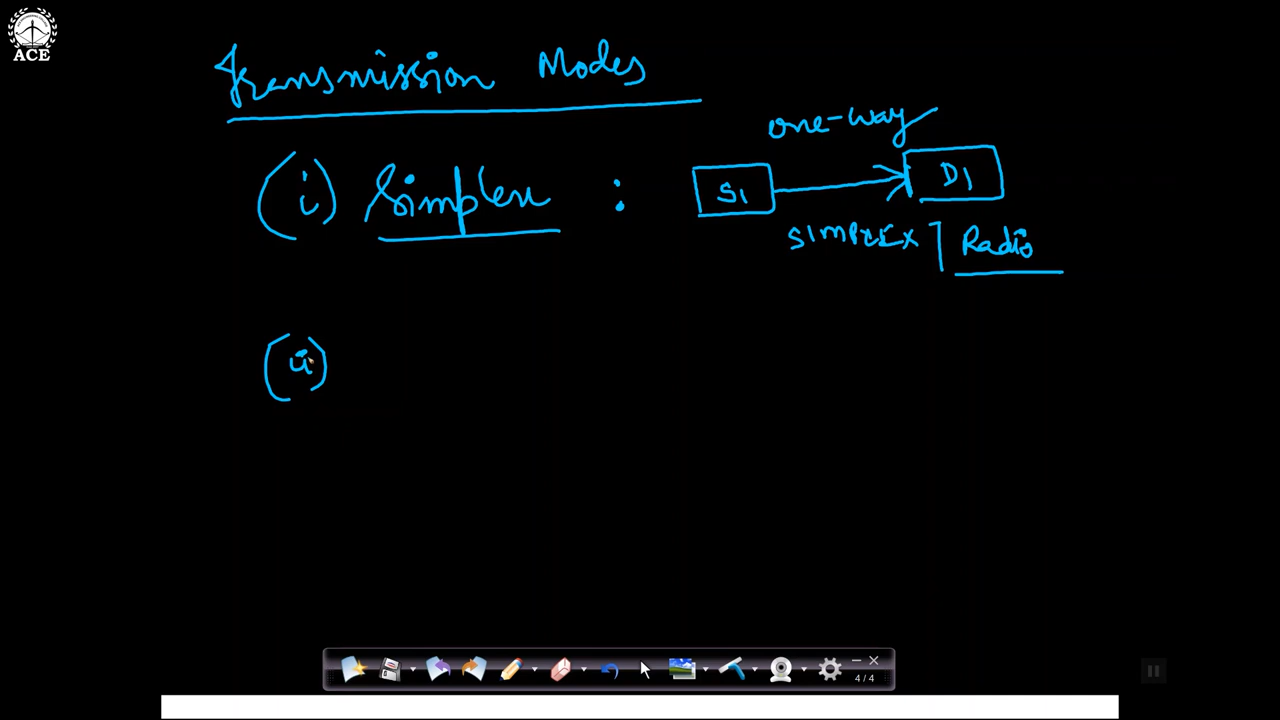 ACE
Transmission Modes
one-way
(i) Simplex :
S1
D1
SIMPLEX
Radio
(ii)
4 / 4